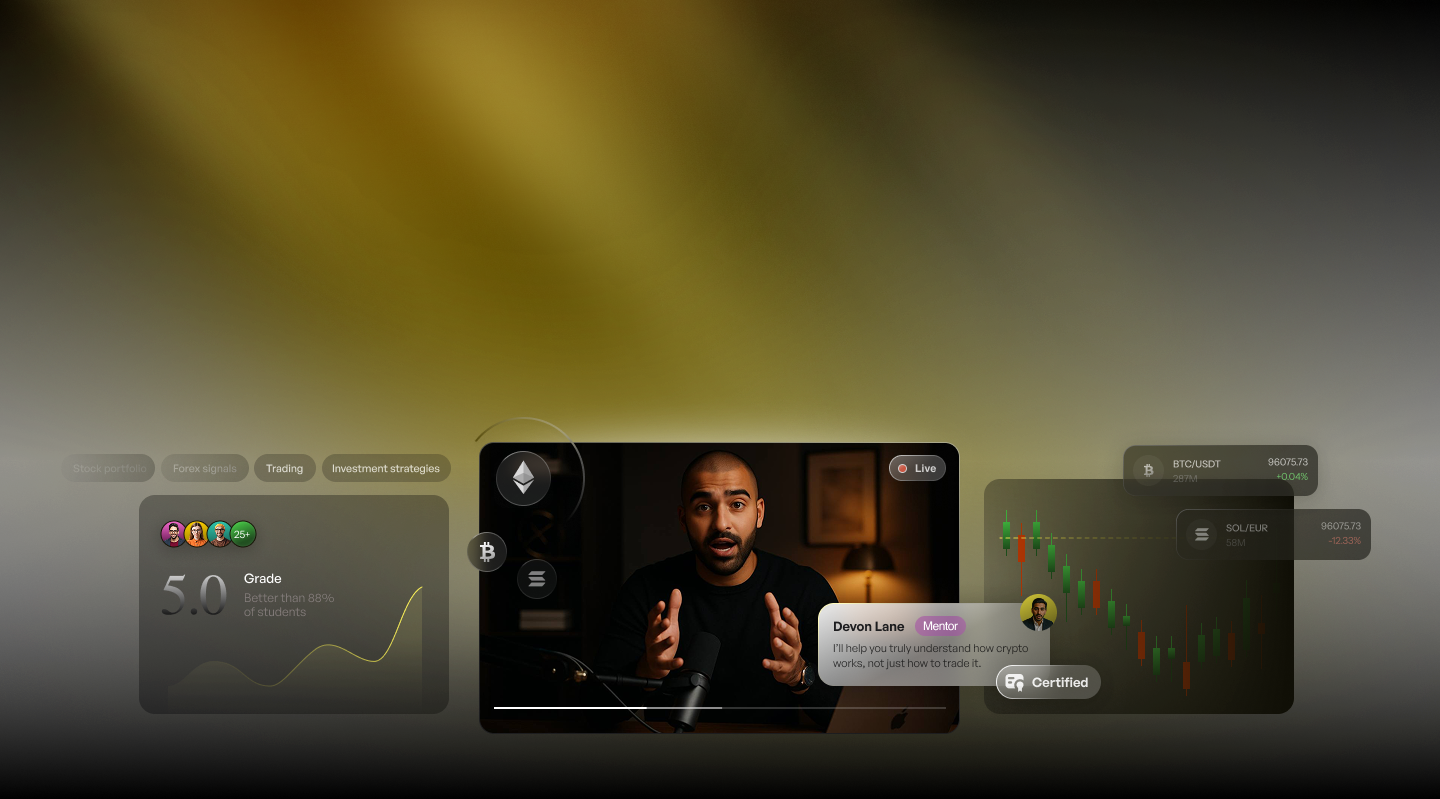 Stock portfolio
Forex signals
Trading
Investment strategies
25+
5.0
Grade
Better than 88%
of students
Live
Devon Lane
Mentor
I'll help you truly understand how crypto
works, not just how to trade it.
Certified
BTC/USDT
96075.73
287M
+0.04%
SOL/EUR
96075.73
5BM
-12.33%